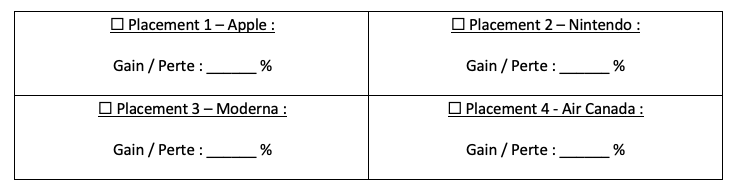 ☐ Placement 1 – Apple :
Gain / Perte : ______ %
☐ Placement 2 – Nintendo :
Gain / Perte : ______ %
☐ Placement 3 – Moderna :
Gain / Perte : ______ %
☐ Placement 4 - Air Canada :
Gain / Perte : ______ %